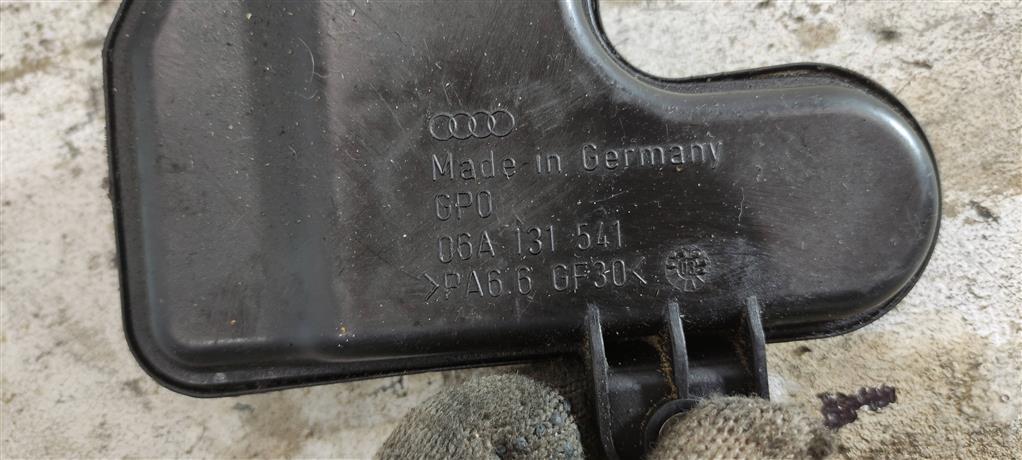 Made in Germany
GPO
06A 131 541
>PA6.6 GF30<